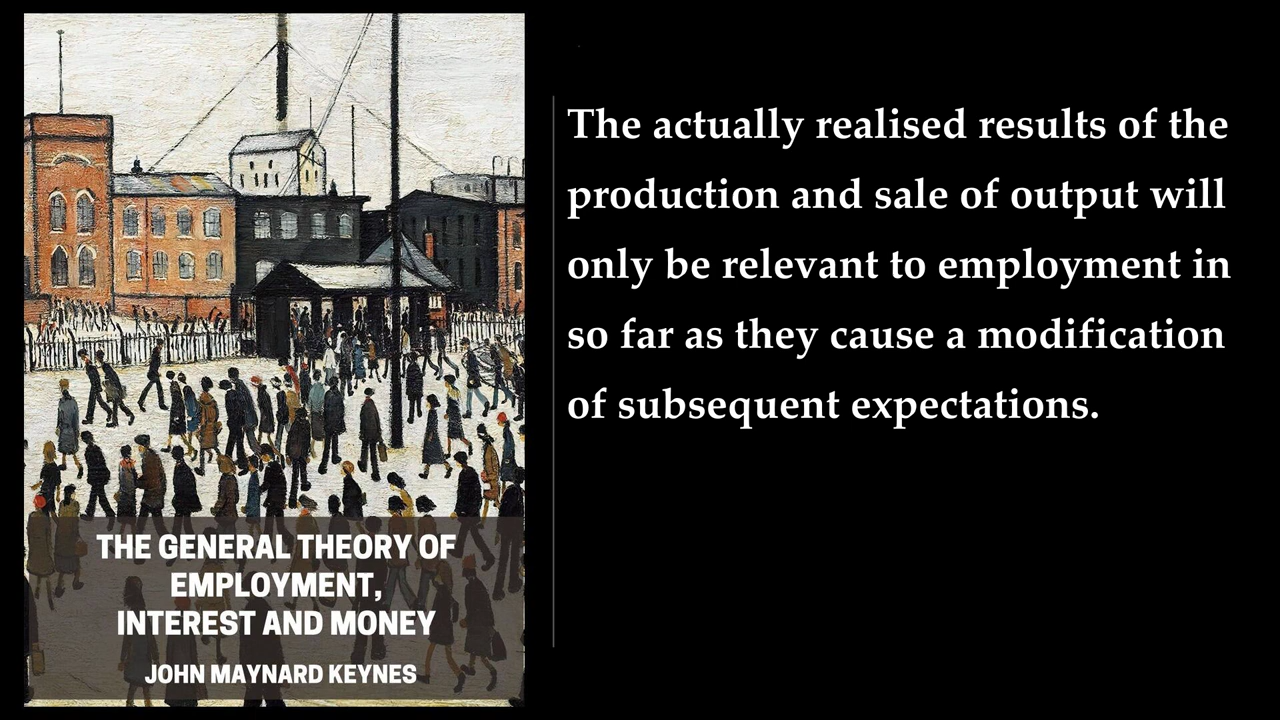 THE GENERAL THEORY OF
EMPLOYMENT,
INTEREST AND MONEY
JOHN MAYNARD KEYNES
The actually realised results of the
production and sale of output will
only be relevant to employment in
so far as they cause a modification
of subsequent expectations.